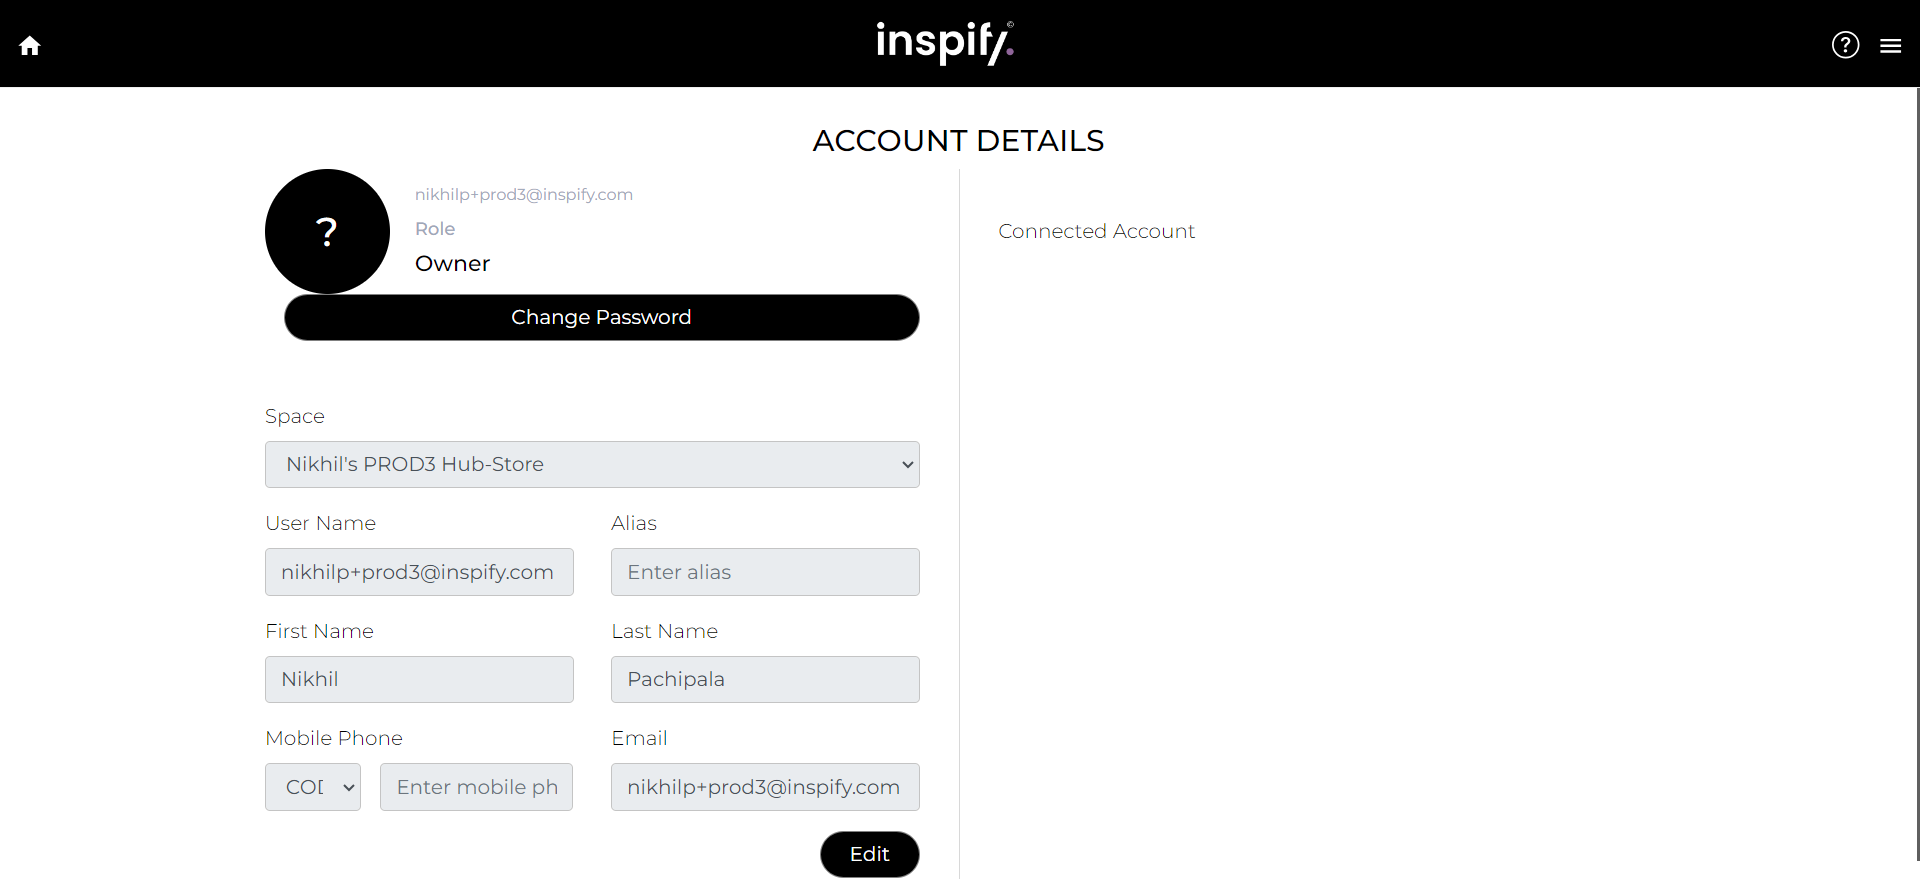 inspify.©
?
ACCOUNT DETAILS
?
nikhilp+prod3@inspify.com
Role
Owner
Change Password
Connected Account
Space
Nikhil's PROD3 Hub-Store
User Name
Alias
nikhilp+prod3@inspify.com
Enter alias
First Name
Last Name
Nikhil
Pachipala
Mobile Phone
Email
Enter mobile ph
nikhilp+prod3@inspify.com
Edit